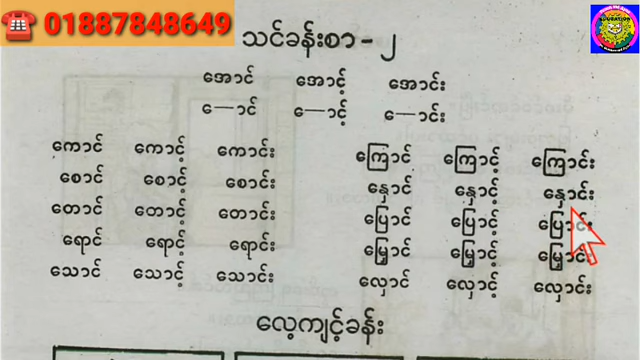 ☎ 01887848649
သင်ခန်းစာ - ၂
အောင် အောင့် အောင်း
ေ—ာင် ေ—ာင့် ေ—ာင်း
ကောင် ကောင့် ကောင်း
စောင် စောင့် စောင်း
တောင် တောင့် တောင်း
ရောင် ရောင့် ရောင်း
သောင် သောင့် သောင်း
ကြောင် ကြောင့် ကြောင်း
နှောင် နှောင့် နှောင်း
ပြောင် ပြောင့် ပြောင်း
မြှောင် မြှောင့် မြှောင်း
လှောင် လှောင့် လှောင်း
လေ့ကျင့်ခန်း